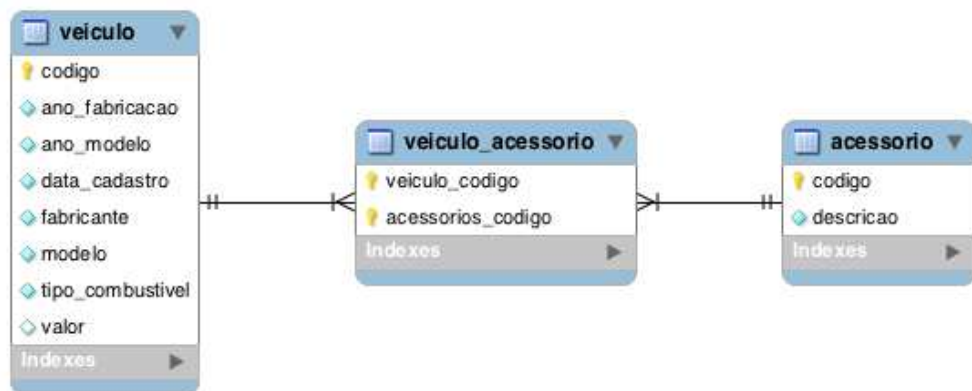 veiculo
codigo
ano_fabricacao
ano_modelo
data_cadastro
fabricante
modelo
tipo_combustivel
valor
Indexes
veiculo_acessorio
veiculo_codigo
acessorios_codigo
Indexes
acessorio
codigo
descricao
Indexes